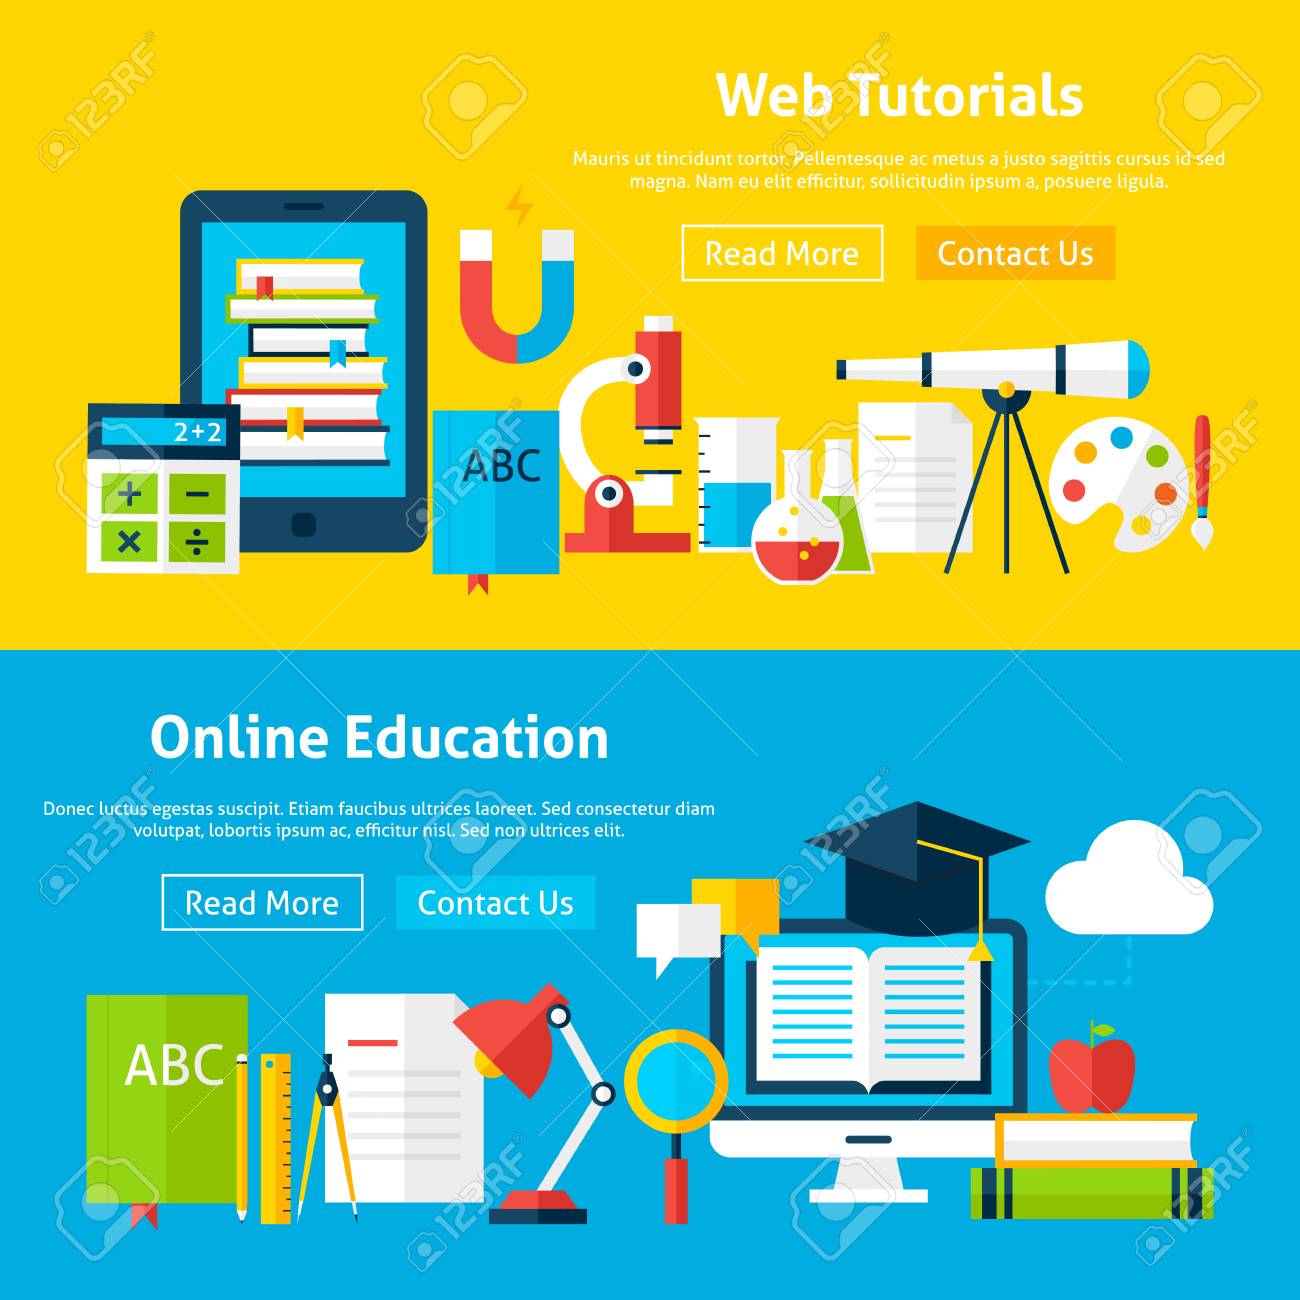 Web Tutorials
Mauris ut tincidunt tortor. Pellentesque ac metus a justo sagittis cursus id sed
magna. Nam eu elit efficitur, sollicitudin ipsum a, posuere ligula.
Read More
Contact Us
2+2
+
−
×
÷
ABC
Online Education
Donec luctus egestas suscipit. Etiam faucibus ultrices laoreet. Sed consectetur diam
volutpat, lobortis ipsum ac, efficitur nisl. Sed non ultrices elit.
Read More
Contact Us
ABC
123RF